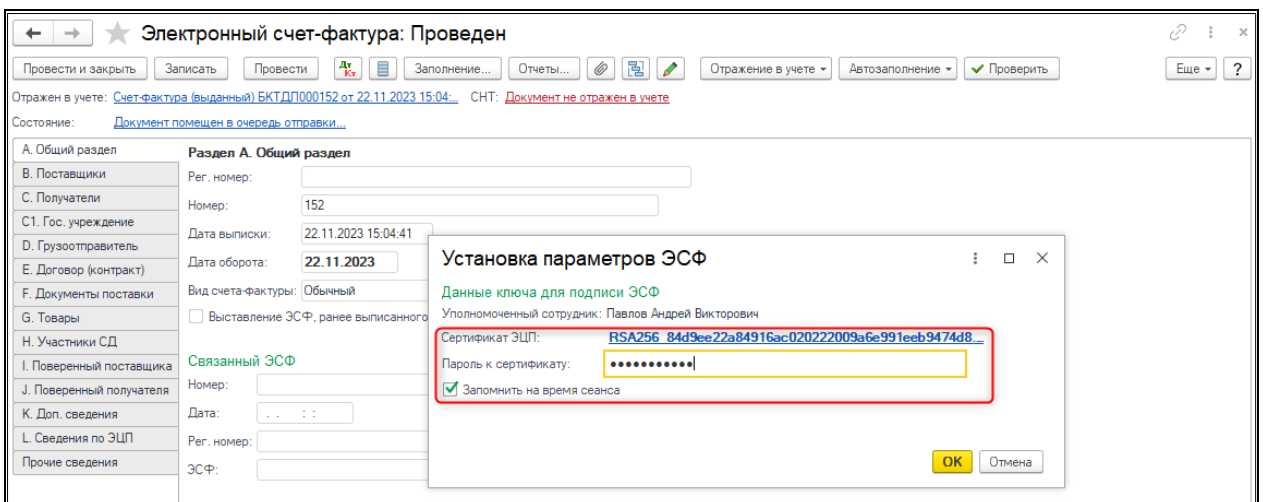 Электронный счет-фактура: Проведен
Провести и закрыть Записать Провести Дт Кт Заполнение... Отчеты... Отражение в учете Автозаполнение Проверить Еще ?
Отражен в учете: Счет-фактура (выданный) БКТДП000152 от 22.11.2023 15:04:... СНТ: Документ не отражен в учете
Состояние: Документ помещен в очередь отправки...
A. Общий раздел
B. Поставщики
C. Получатели
C1. Гос. учреждение
D. Грузоотправитель
E. Договор (контракт)
F. Документы поставки
G. Товары
H. Участники СД
I. Поверенный поставщика
J. Поверенный получателя
K. Доп. сведения
L. Сведения по ЭЦП
Прочие сведения
Раздел A. Общий раздел
Рег. номер:
Номер: 152
Дата выписки: 22.11.2023 15:04:41
Дата оборота: 22.11.2023
Вид счета-фактуры: Обычный
Выставление ЭСФ, ранее выписанного
Связанный ЭСФ
Номер:
Дата: . . : :
Рег. номер:
ЭСФ:
Установка параметров ЭСФ
Данные ключа для подписи ЭСФ
Уполномоченный сотрудник: Павлов Андрей Викторович
Сертификат ЭЦП: RSA256_84d9ee22a84916ac020222009a6e991eeb9474d8...
Пароль к сертификату: •••••••••••
Запомнить на время сеанса
OK Отмена